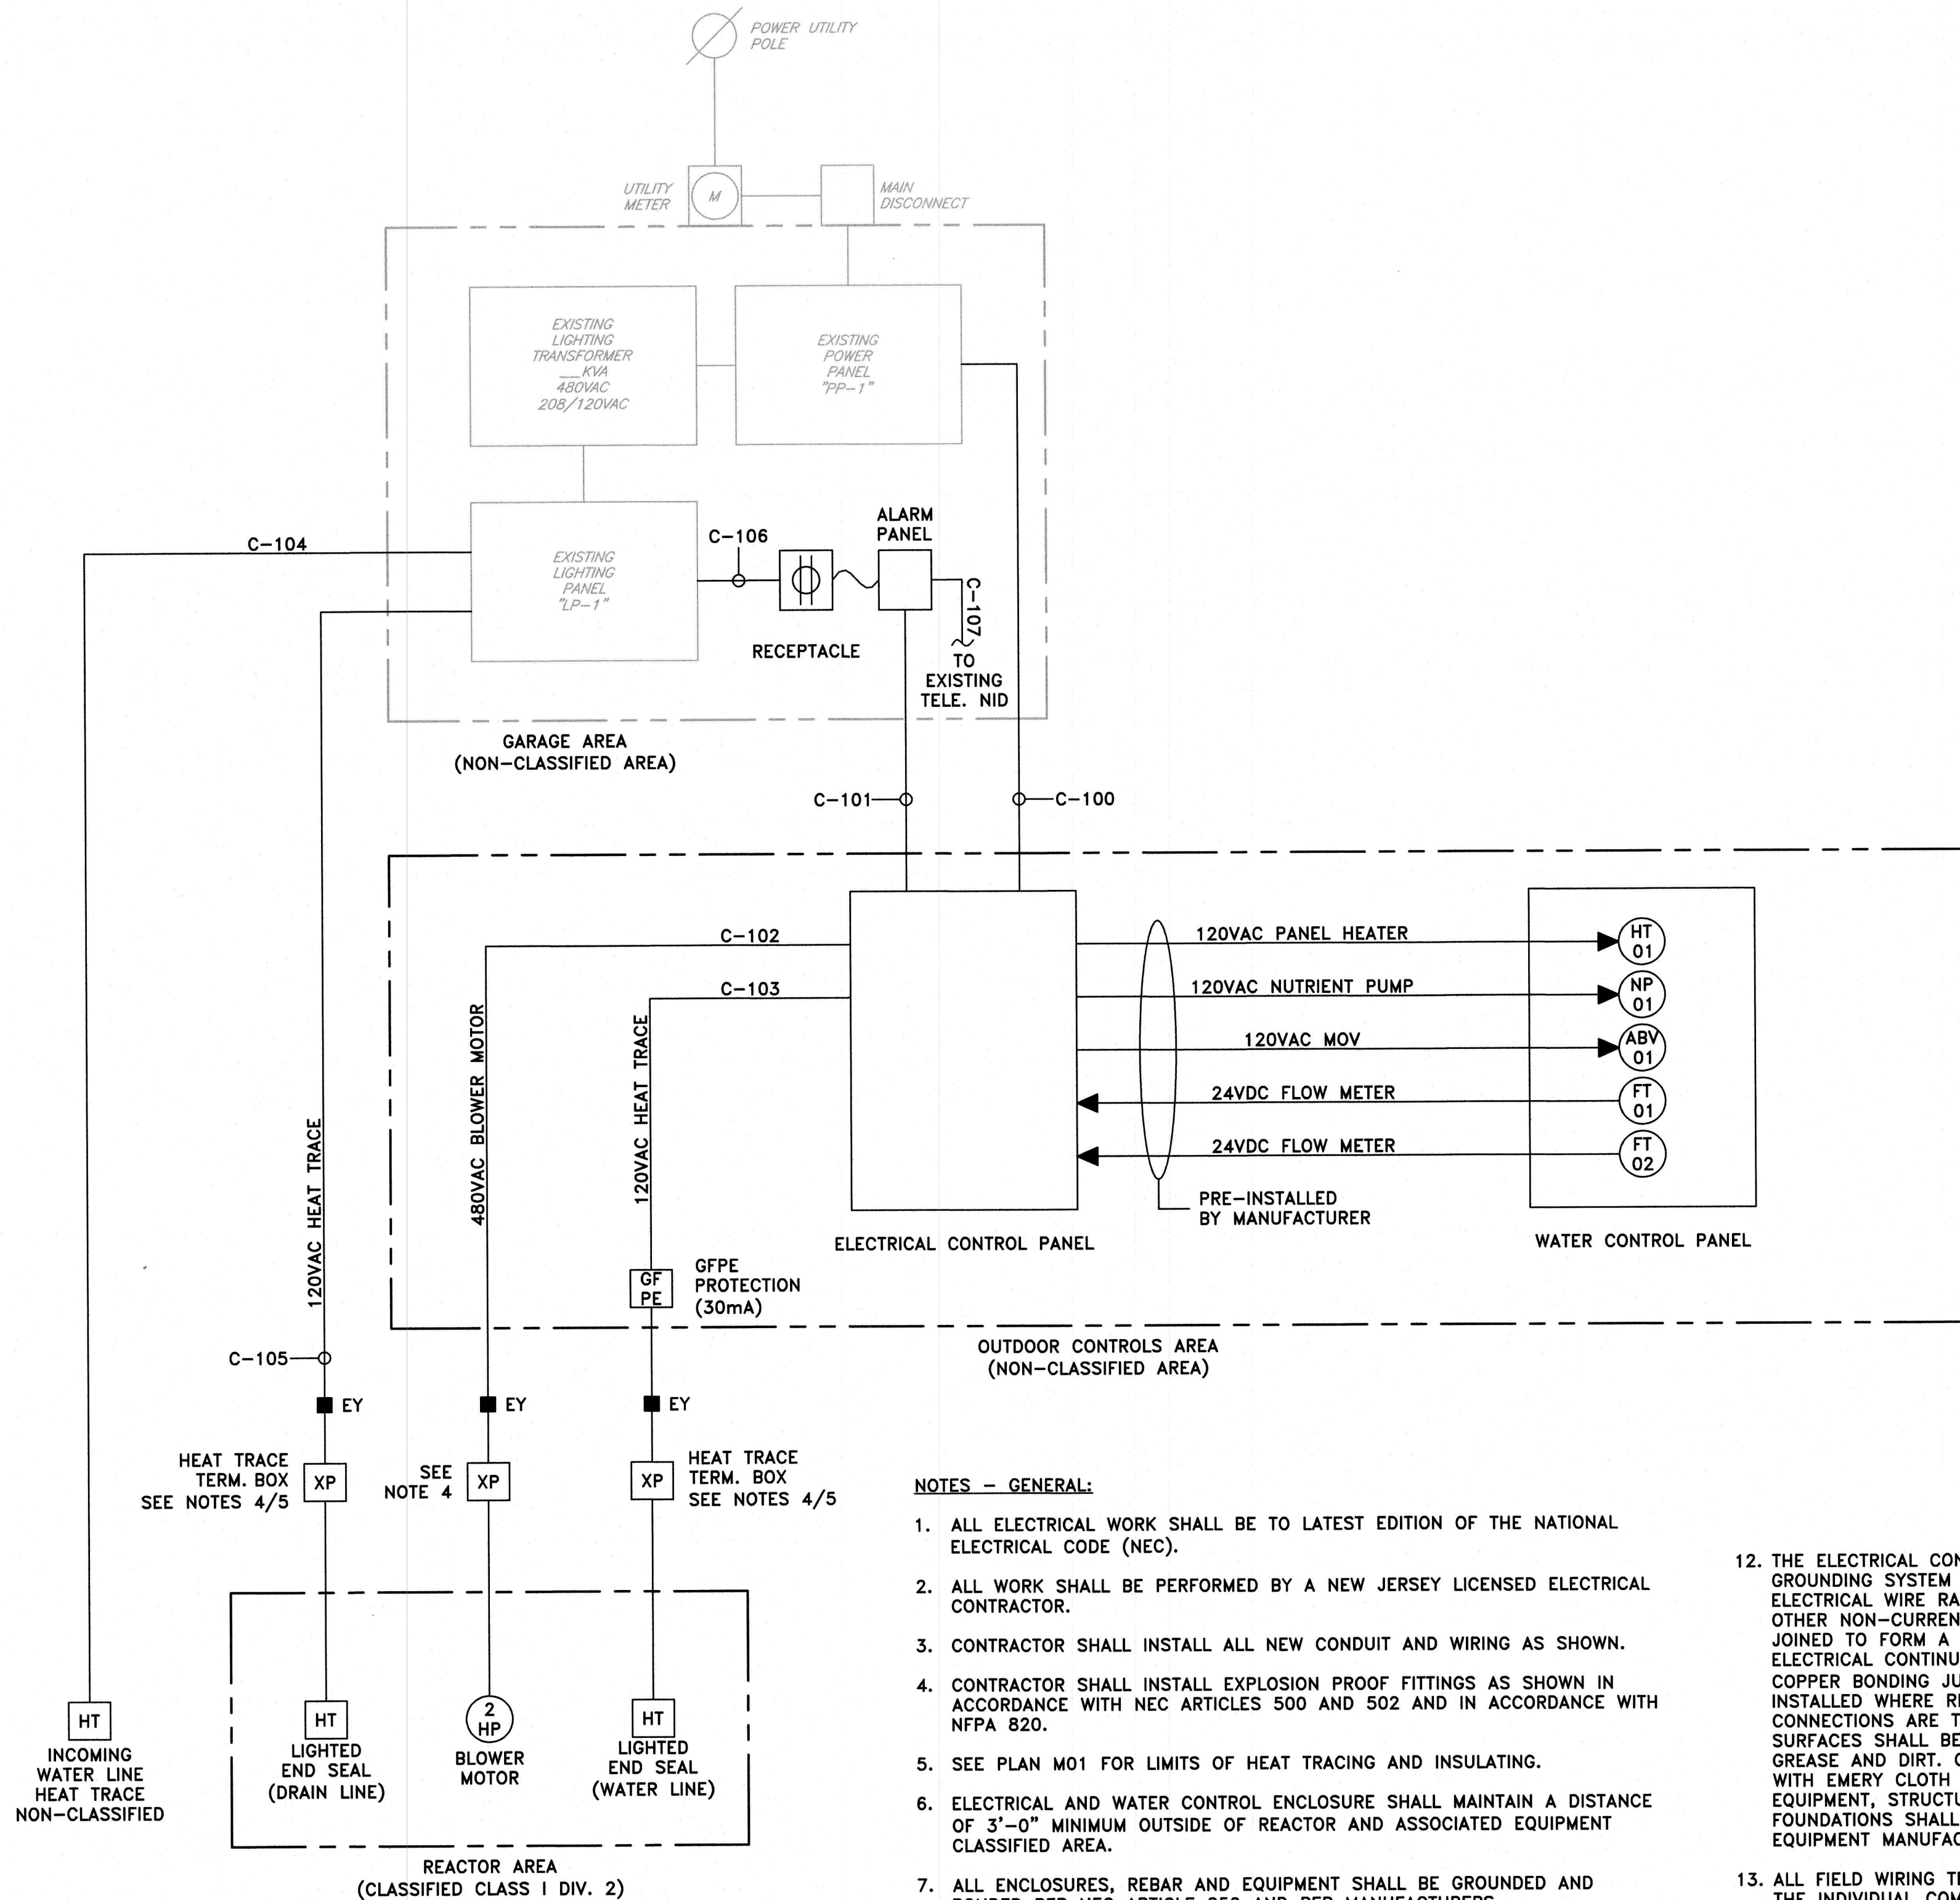 POWER UTILITY
POLE
UTILITY
METER
M
MAIN
DISCONNECT
EXISTING
LIGHTING
TRANSFORMER
__KVA
480VAC
208/120VAC
EXISTING
POWER
PANEL
"PP-1"
C-104
EXISTING
LIGHTING
PANEL
"LP-1"
C-106
ALARM
PANEL
RECEPTACLE
C-107
TO
EXISTING
TELE. NID
GARAGE AREA
(NON-CLASSIFIED AREA)
C-101
C-100
C-102
C-103
120VAC HEAT TRACE
480VAC BLOWER MOTOR
120VAC HEAT TRACE
120VAC PANEL HEATER
HT
01
120VAC NUTRIENT PUMP
NP
01
120VAC MOV
ABV
01
24VDC FLOW METER
FT
01
24VDC FLOW METER
FT
02
PRE-INSTALLED
BY MANUFACTURER
ELECTRICAL CONTROL PANEL
WATER CONTROL PANEL
GF
PE
GFPE
PROTECTION
(30mA)
OUTDOOR CONTROLS AREA
(NON-CLASSIFIED AREA)
C-105
EY
EY
EY
HEAT TRACE
TERM. BOX
SEE NOTES 4/5
XP
SEE
NOTE 4
XP
XP
HEAT TRACE
TERM. BOX
SEE NOTES 4/5
HT
INCOMING
WATER LINE
HEAT TRACE
NON-CLASSIFIED
HT
LIGHTED
END SEAL
(DRAIN LINE)
2
HP
BLOWER
MOTOR
HT
LIGHTED
END SEAL
(WATER LINE)
REACTOR AREA
(CLASSIFIED CLASS I DIV. 2)
NOTES - GENERAL:
1. ALL ELECTRICAL WORK SHALL BE TO LATEST EDITION OF THE NATIONAL
ELECTRICAL CODE (NEC).
2. ALL WORK SHALL BE PERFORMED BY A NEW JERSEY LICENSED ELECTRICAL
CONTRACTOR.
3. CONTRACTOR SHALL INSTALL ALL NEW CONDUIT AND WIRING AS SHOWN.
4. CONTRACTOR SHALL INSTALL EXPLOSION PROOF FITTINGS AS SHOWN IN
ACCORDANCE WITH NEC ARTICLES 500 AND 502 AND IN ACCORDANCE WITH
NFPA 820.
5. SEE PLAN M01 FOR LIMITS OF HEAT TRACING AND INSULATING.
6. ELECTRICAL AND WATER CONTROL ENCLOSURE SHALL MAINTAIN A DISTANCE
OF 3'-0" MINIMUM OUTSIDE OF REACTOR AND ASSOCIATED EQUIPMENT
CLASSIFIED AREA.
7. ALL ENCLOSURES, REBAR AND EQUIPMENT SHALL BE GROUNDED AND
12. THE ELECTRICAL
GROUNDING SYSTEM
ELECTRICAL WIRE
OTHER
JOINED TO FORM A
ELECTRICAL
COPPER BONDING
INSTALLED WHERE
CONNECTIONS ARE
SURFACES SHALL BE
GREASE AND DIRT.
WITH EMERY CLOTH
EQUIPMENT,
FOUNDATIONS SHALL
EQUIPMENT
13. ALL FIELD WIRING
THE INDIVIDUAL